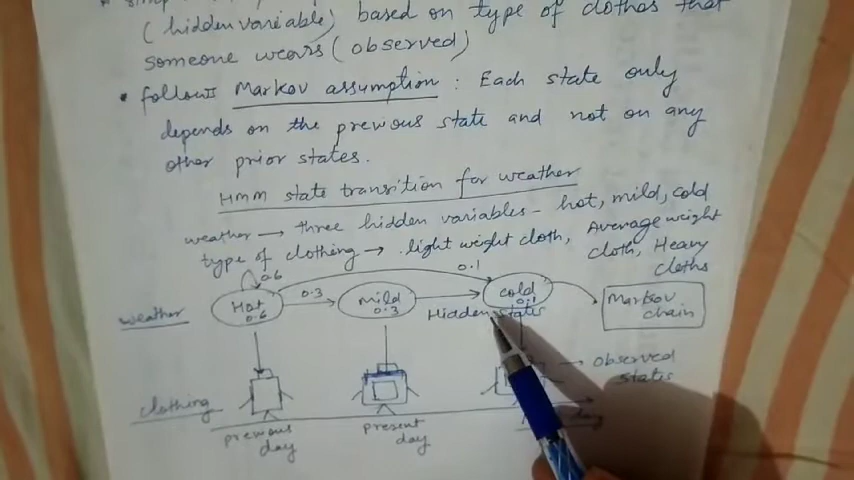 (hidden variable) based on type of clothes that
someone wears (observed)
• follows Markov assumption : Each state only
depends on the previous state and not on any
other prior states.
HMM state transition for weather
weather → three hidden variables - hot, mild, cold
type of clothing → light weight cloth, Average weight
cloth, Heavy
cloths
0.6
0.1
Hot
0.6
0.3
mild
0.3
cold
0.1
Markov
chain
weather
Hidden states
observed
states
clothing
previous
day
present
day
day